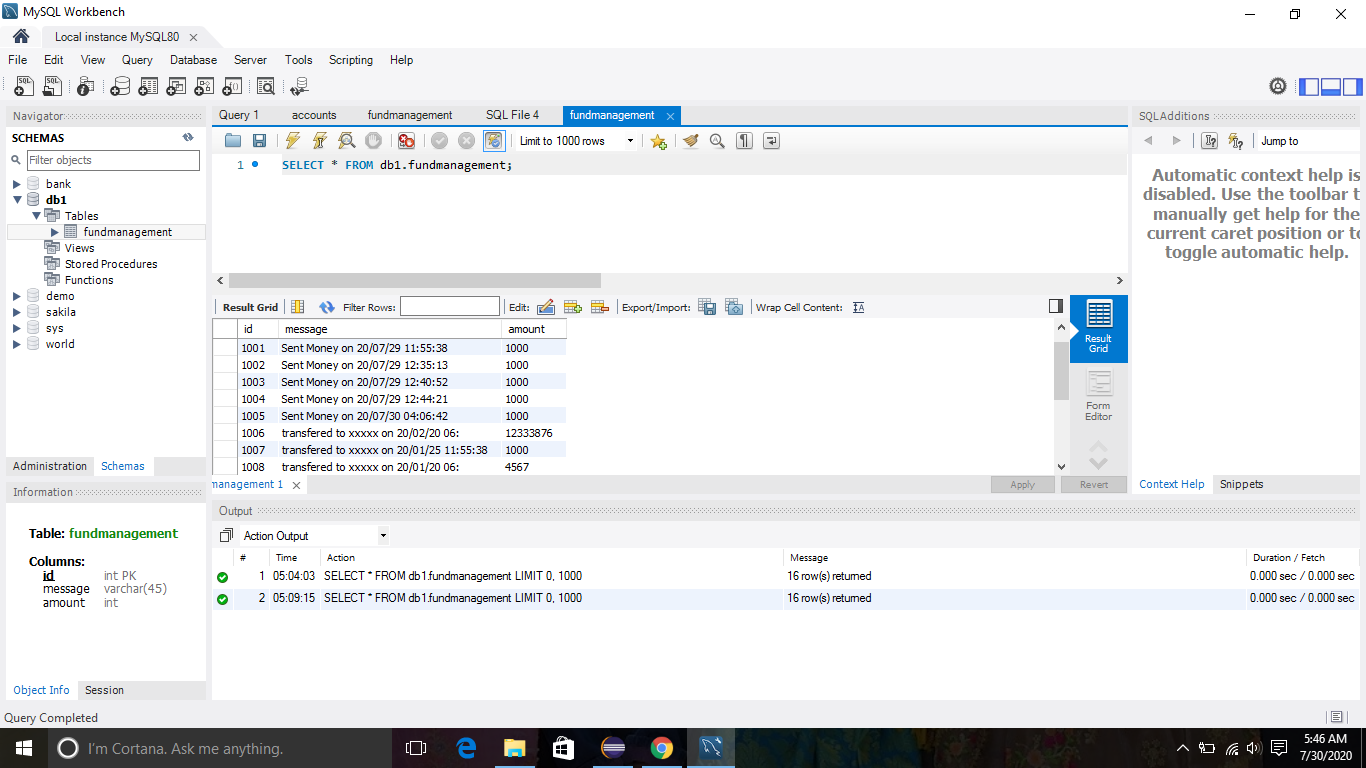 MySQL Workbench
Local instance MySQL80
File Edit View Query Database Server Tools Scripting Help
Navigator
SCHEMAS
Filter objects
bank
db1
Tables
fundmanagement
Views
Stored Procedures
Functions
demo
sakila
sys
world
Administration Schemas
Information
Table: fundmanagement
Columns:
id int PK
message varchar(45)
amount int
Object Info Session
Query 1 accounts fundmanagement SQL File 4 fundmanagement
Limit to 1000 rows
1 SELECT * FROM db1.fundmanagement;
Result Grid Filter Rows: Edit: Export/Import: Wrap Cell Content:
id message amount
1001 Sent Money on 20/07/29 11:55:38 1000
1002 Sent Money on 20/07/29 12:35:13 1000
1003 Sent Money on 20/07/29 12:40:52 1000
1004 Sent Money on 20/07/29 12:44:21 1000
1005 Sent Money on 20/07/30 04:06:42 1000
1006 transfered to xxxxx on 20/02/20 06: 12333876
1007 transfered to xxxxx on 20/01/25 11:55:38 1000
1008 transfered to xxxxx on 20/01/20 06: 4567
Result
Grid
Form
Editor
management 1 Apply Revert
SQLAdditions
Jump to
Automatic context help is
disabled. Use the toolbar t
manually get help for the
current caret position or to
toggle automatic help.
Context Help Snippets
Output
Action Output
# Time Action Message Duration / Fetch
1 05:04:03 SELECT * FROM db1.fundmanagement LIMIT 0, 1000 16 row(s) returned 0.000 sec / 0.000 sec
2 05:09:15 SELECT * FROM db1.fundmanagement LIMIT 0, 1000 16 row(s) returned 0.000 sec / 0.000 sec
Query Completed
I'm Cortana. Ask me anything.
5:46 AM
7/30/2020